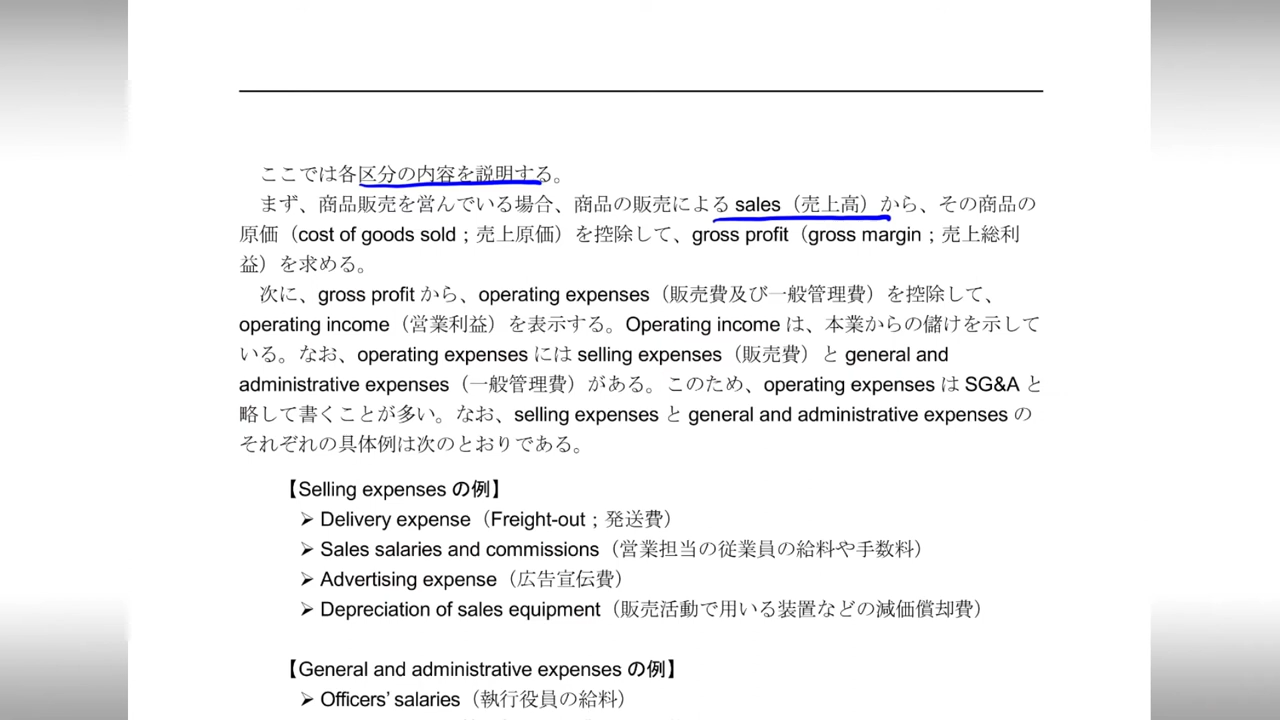 ここでは各区分の内容を説明する。
まず、商品販売を営んでいる場合、商品の販売による sales（売上高）から、その商品の
原価（cost of goods sold；売上原価）を控除して、gross profit（gross margin；売上総利
益）を求める。
次に、gross profit から、operating expenses（販売費及び一般管理費）を控除して、
operating income（営業利益）を表示する。Operating income は、本業からの儲けを示して
いる。なお、operating expenses には selling expenses（販売費）と general and
administrative expenses（一般管理費）がある。このため、operating expenses は SG&A と
略して書くことが多い。なお、selling expenses と general and administrative expenses の
それぞれの具体例は次のとおりである。
【Selling expenses の例】
➢ Delivery expense（Freight-out；発送費）
➢ Sales salaries and commissions（営業担当の従業員の給料や手数料）
➢ Advertising expense（広告宣伝費）
➢ Depreciation of sales equipment（販売活動で用いる装置などの減価償却費）
【General and administrative expenses の例】
➢ Officers’ salaries（執行役員の給料）